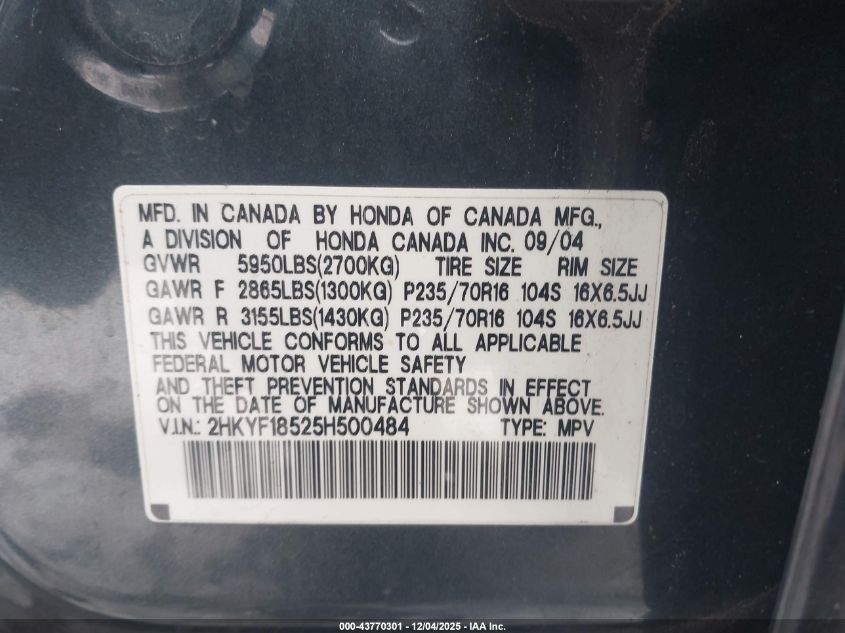 MFD. IN CANADA BY HONDA OF CANADA MFG.,
A DIVISION OF HONDA CANADA INC. 09/04
GVWR 5950LBS(2700KG) TIRE SIZE RIM SIZE
GAWR F 2865LBS(1300KG) P235/70R16 104S 16X6.5JJ
GAWR R 3155LBS(1430KG) P235/70R16 104S 16X6.5JJ
THIS VEHICLE CONFORMS TO ALL APPLICABLE
FEDERAL MOTOR VEHICLE SAFETY
AND THEFT PREVENTION STANDARDS IN EFFECT
ON THE DATE OF MANUFACTURE SHOWN ABOVE.
V.I.N.: 2HKYF18525H500484 TYPE: MPV
000-43770301 - 12/04/2025 - IAA Inc.